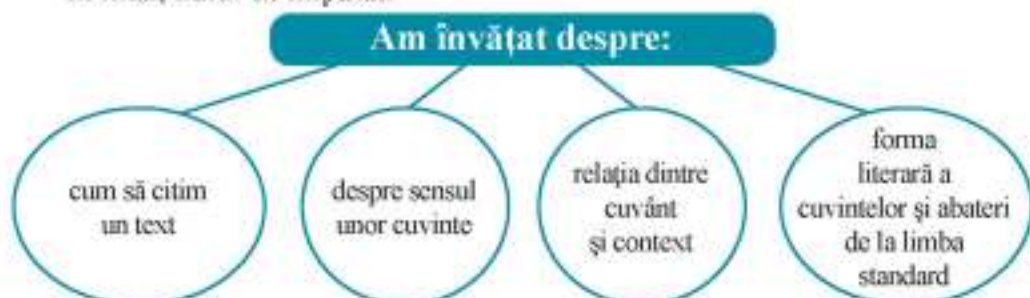 Am învățat despre:
cum să citim
un text
despre sensul
unor cuvinte
relația dintre
cuvânt
și context
forma
literară a
cuvintelor și abateri
de la limba
standard